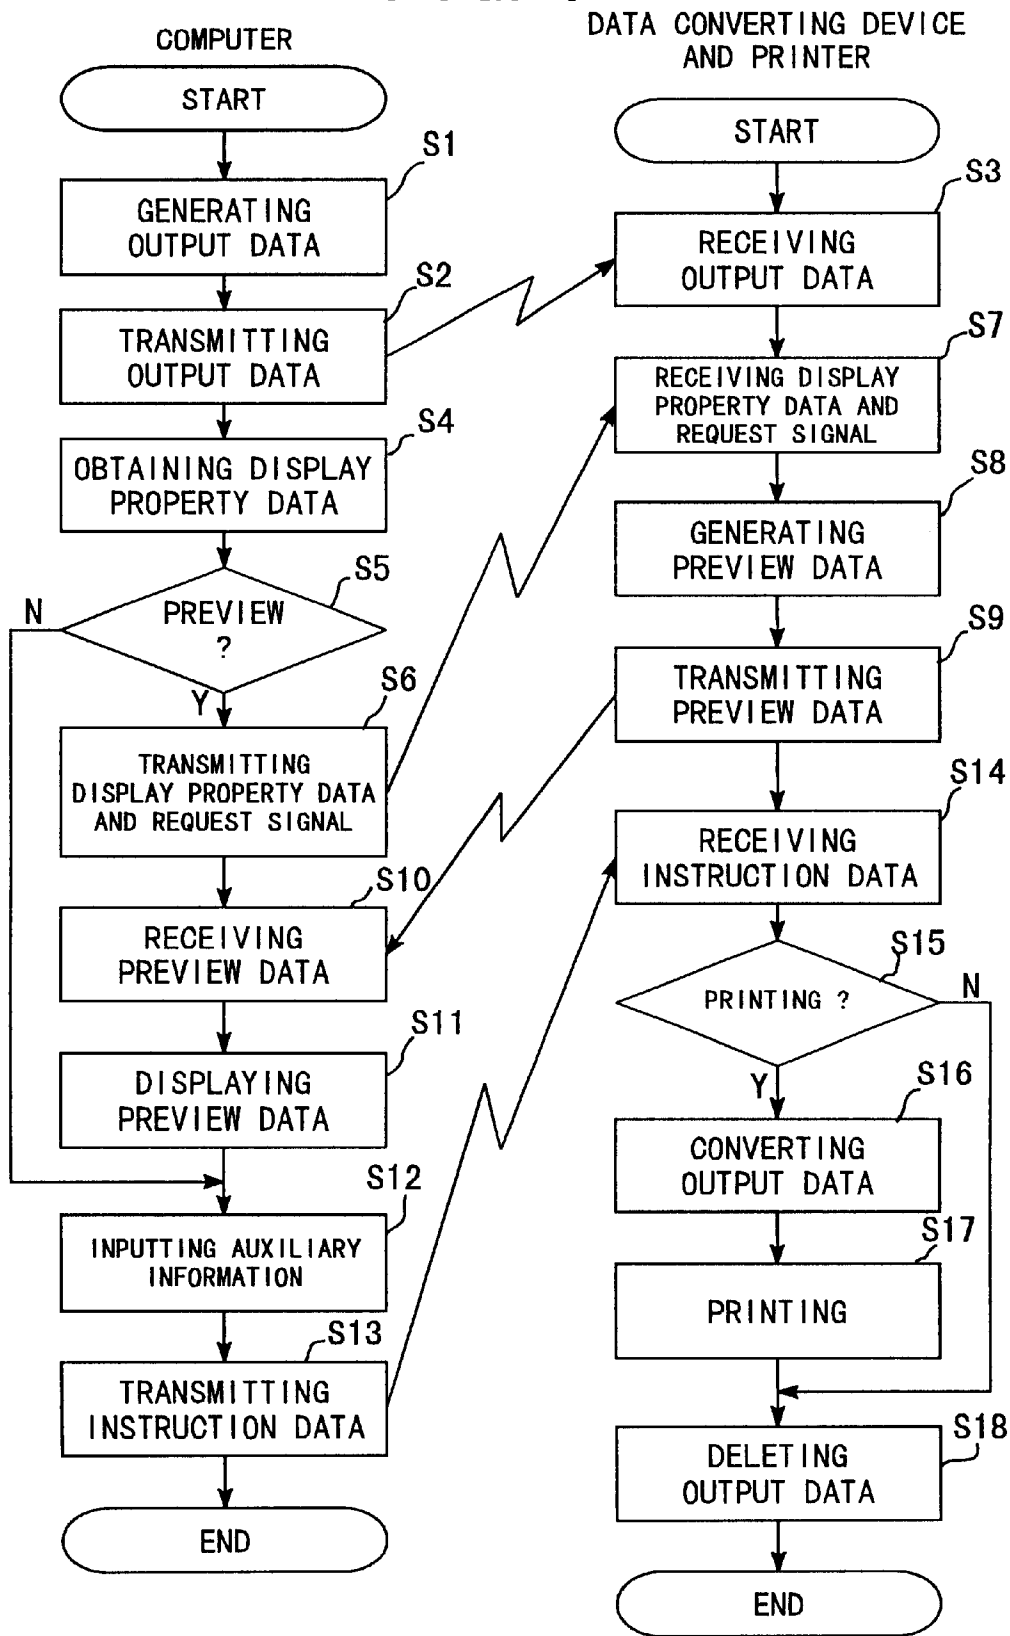 COMPUTER
START
S1
GENERATING
OUTPUT DATA
S2
TRANSMITTING
OUTPUT DATA
S4
OBTAINING DISPLAY
PROPERTY DATA
S5
PREVIEW
?
N
Y
S6
TRANSMITTING
DISPLAY PROPERTY DATA
AND REQUEST SIGNAL
S10
RECEIVING
PREVIEW DATA
S11
DISPLAYING
PREVIEW DATA
S12
INPUTTING AUXILIARY
INFORMATION
S13
TRANSMITTING
INSTRUCTION DATA
END
DATA CONVERTING DEVICE
AND PRINTER
START
S3
RECEIVING
OUTPUT DATA
S7
RECEIVING DISPLAY
PROPERTY DATA AND
REQUEST SIGNAL
S8
GENERATING
PREVIEW DATA
S9
TRANSMITTING
PREVIEW DATA
S14
RECEIVING
INSTRUCTION DATA
S15
PRINTING ?
N
Y
S16
CONVERTING
OUTPUT DATA
S17
PRINTING
S18
DELETING
OUTPUT DATA
END